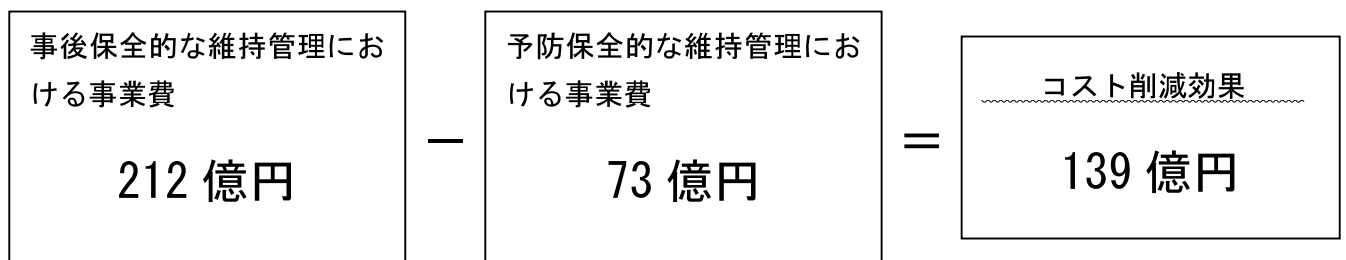 事後保全的な維持管理にお
ける事業費
212 億円
－
予防保全的な維持管理にお
ける事業費
73 億円
＝
コスト削減効果
139 億円